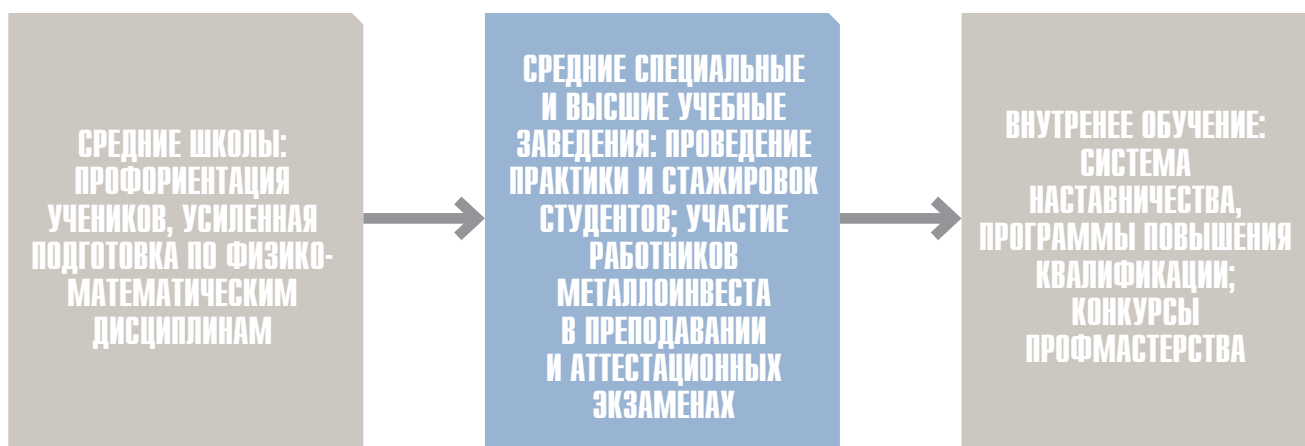 СРЕДНИЕ ШКОЛЫ:
ПРОФОРИЕНТАЦИЯ
УЧЕНИКОВ, УСИЛЕННАЯ
ПОДГОТОВКА ПО ФИЗИКО-
МАТЕМАТИЧЕСКИМ
ДИСЦИПЛИНАМ
СРЕДНИЕ СПЕЦИАЛЬНЫЕ
И ВЫСШИЕ УЧЕБНЫЕ
ЗАВЕДЕНИЯ: ПРОВЕДЕНИЕ
ПРАКТИКИ И СТАЖИРОВОК
СТУДЕНТОВ; УЧАСТИЕ
РАБОТНИКОВ
МЕТАЛЛОИНВЕСТА
В ПРЕПОДАВАНИИ
И АТТЕСТАЦИОННЫХ
ЭКЗАМЕНАХ
ВНУТРЕНЕЕ ОБУЧЕНИЕ:
СИСТЕМА
НАСТАВНИЧЕСТВА,
ПРОГРАММЫ ПОВЫШЕНИЯ
КВАЛИФИКАЦИИ;
КОНКУРСЫ
ПРОФМАСТЕРСТВА